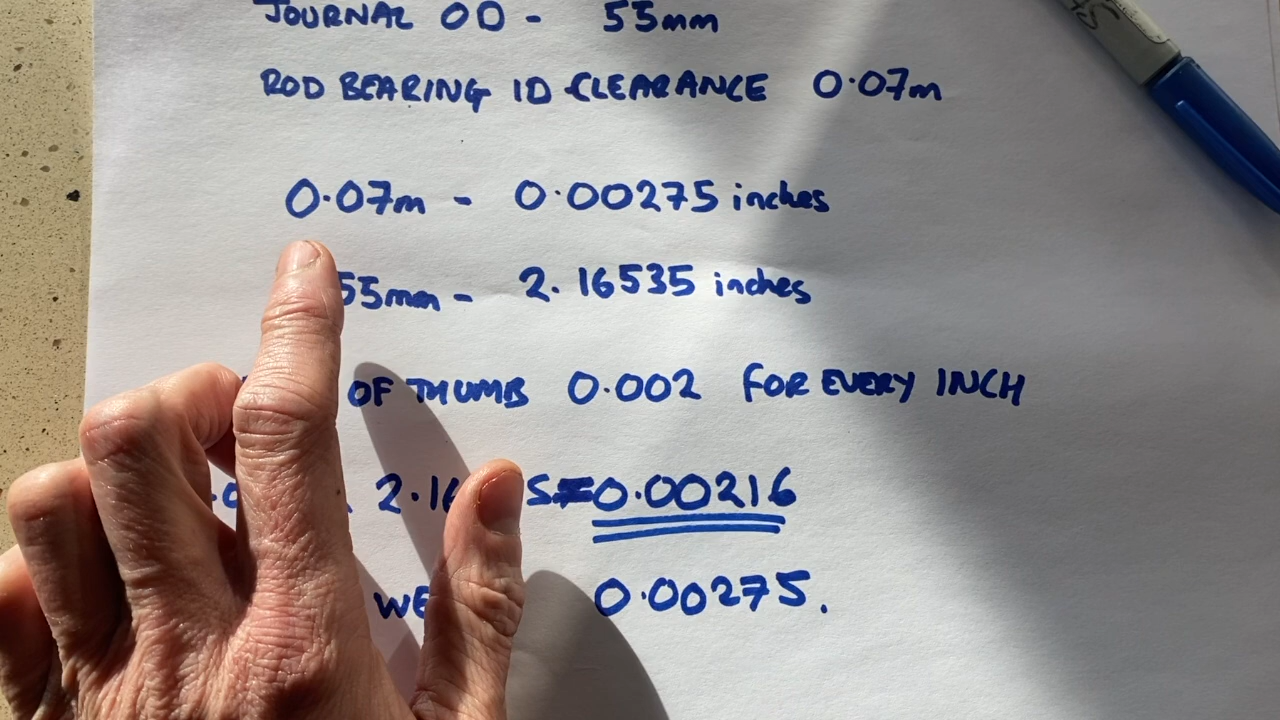 JOURNAL OD - 55mm
ROD BEARING ID CLEARANCE 0.07m
0.07m - 0.00275 inches
55mm - 2.16535 inches
OF THUMB 0.002 FOR EVERY INCH
2.16 5=0.00216
WE 0.00275.